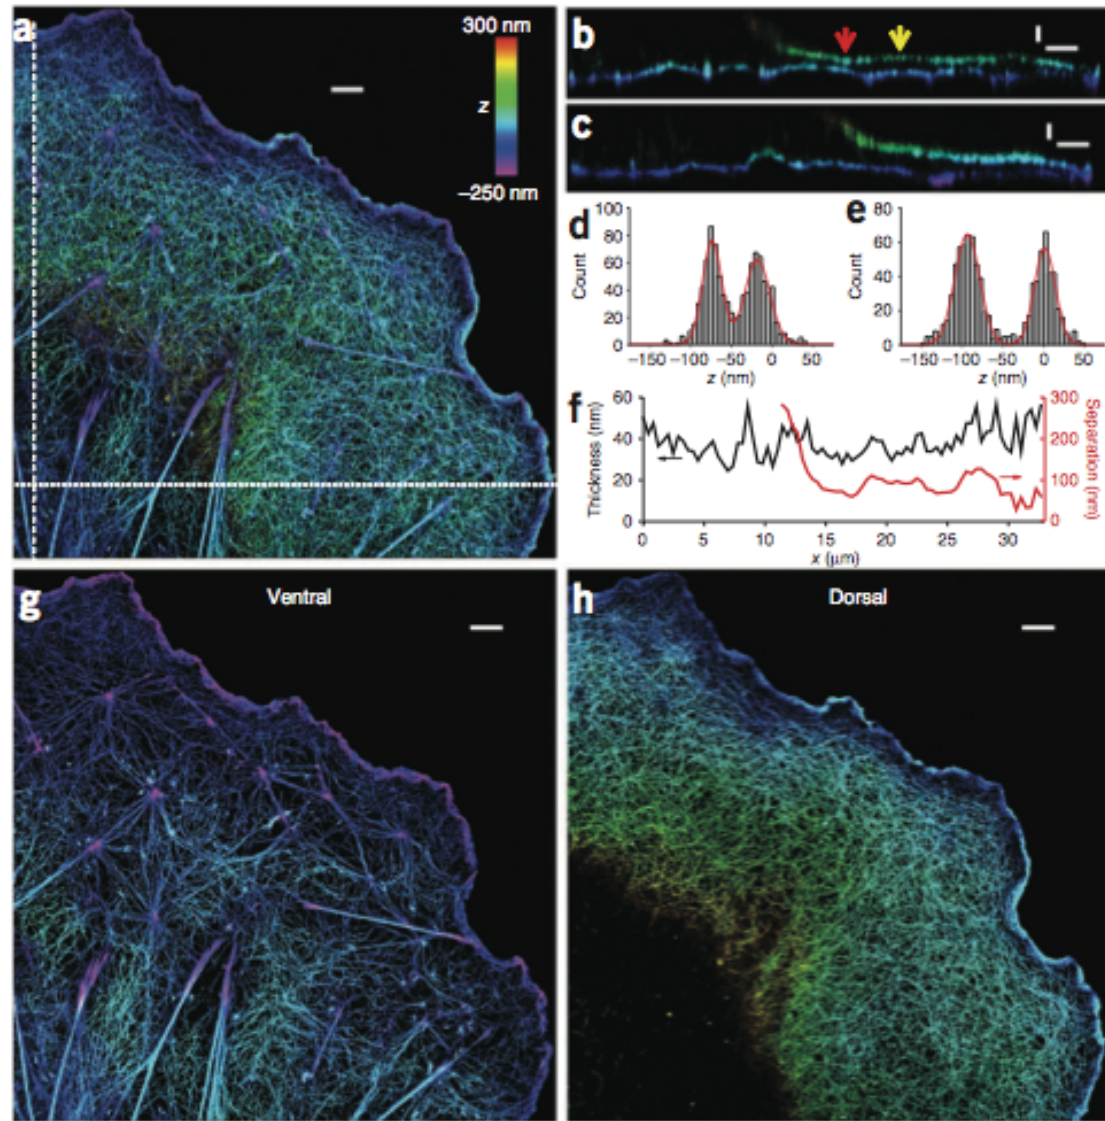 a
300 nm
z
−250 nm
b
c
d
100
80
60
40
20
0
Count
−150 −100 −50 0 50
z (nm)
e
80
60
40
20
0
Count
−150 −100 −50 0 50
z (nm)
f
60
40
20
0
Thickness (nm)
300
200
100
0
Separation (nm)
0 5 10 15 20 25 30
x (μm)
g
Ventral
h
Dorsal